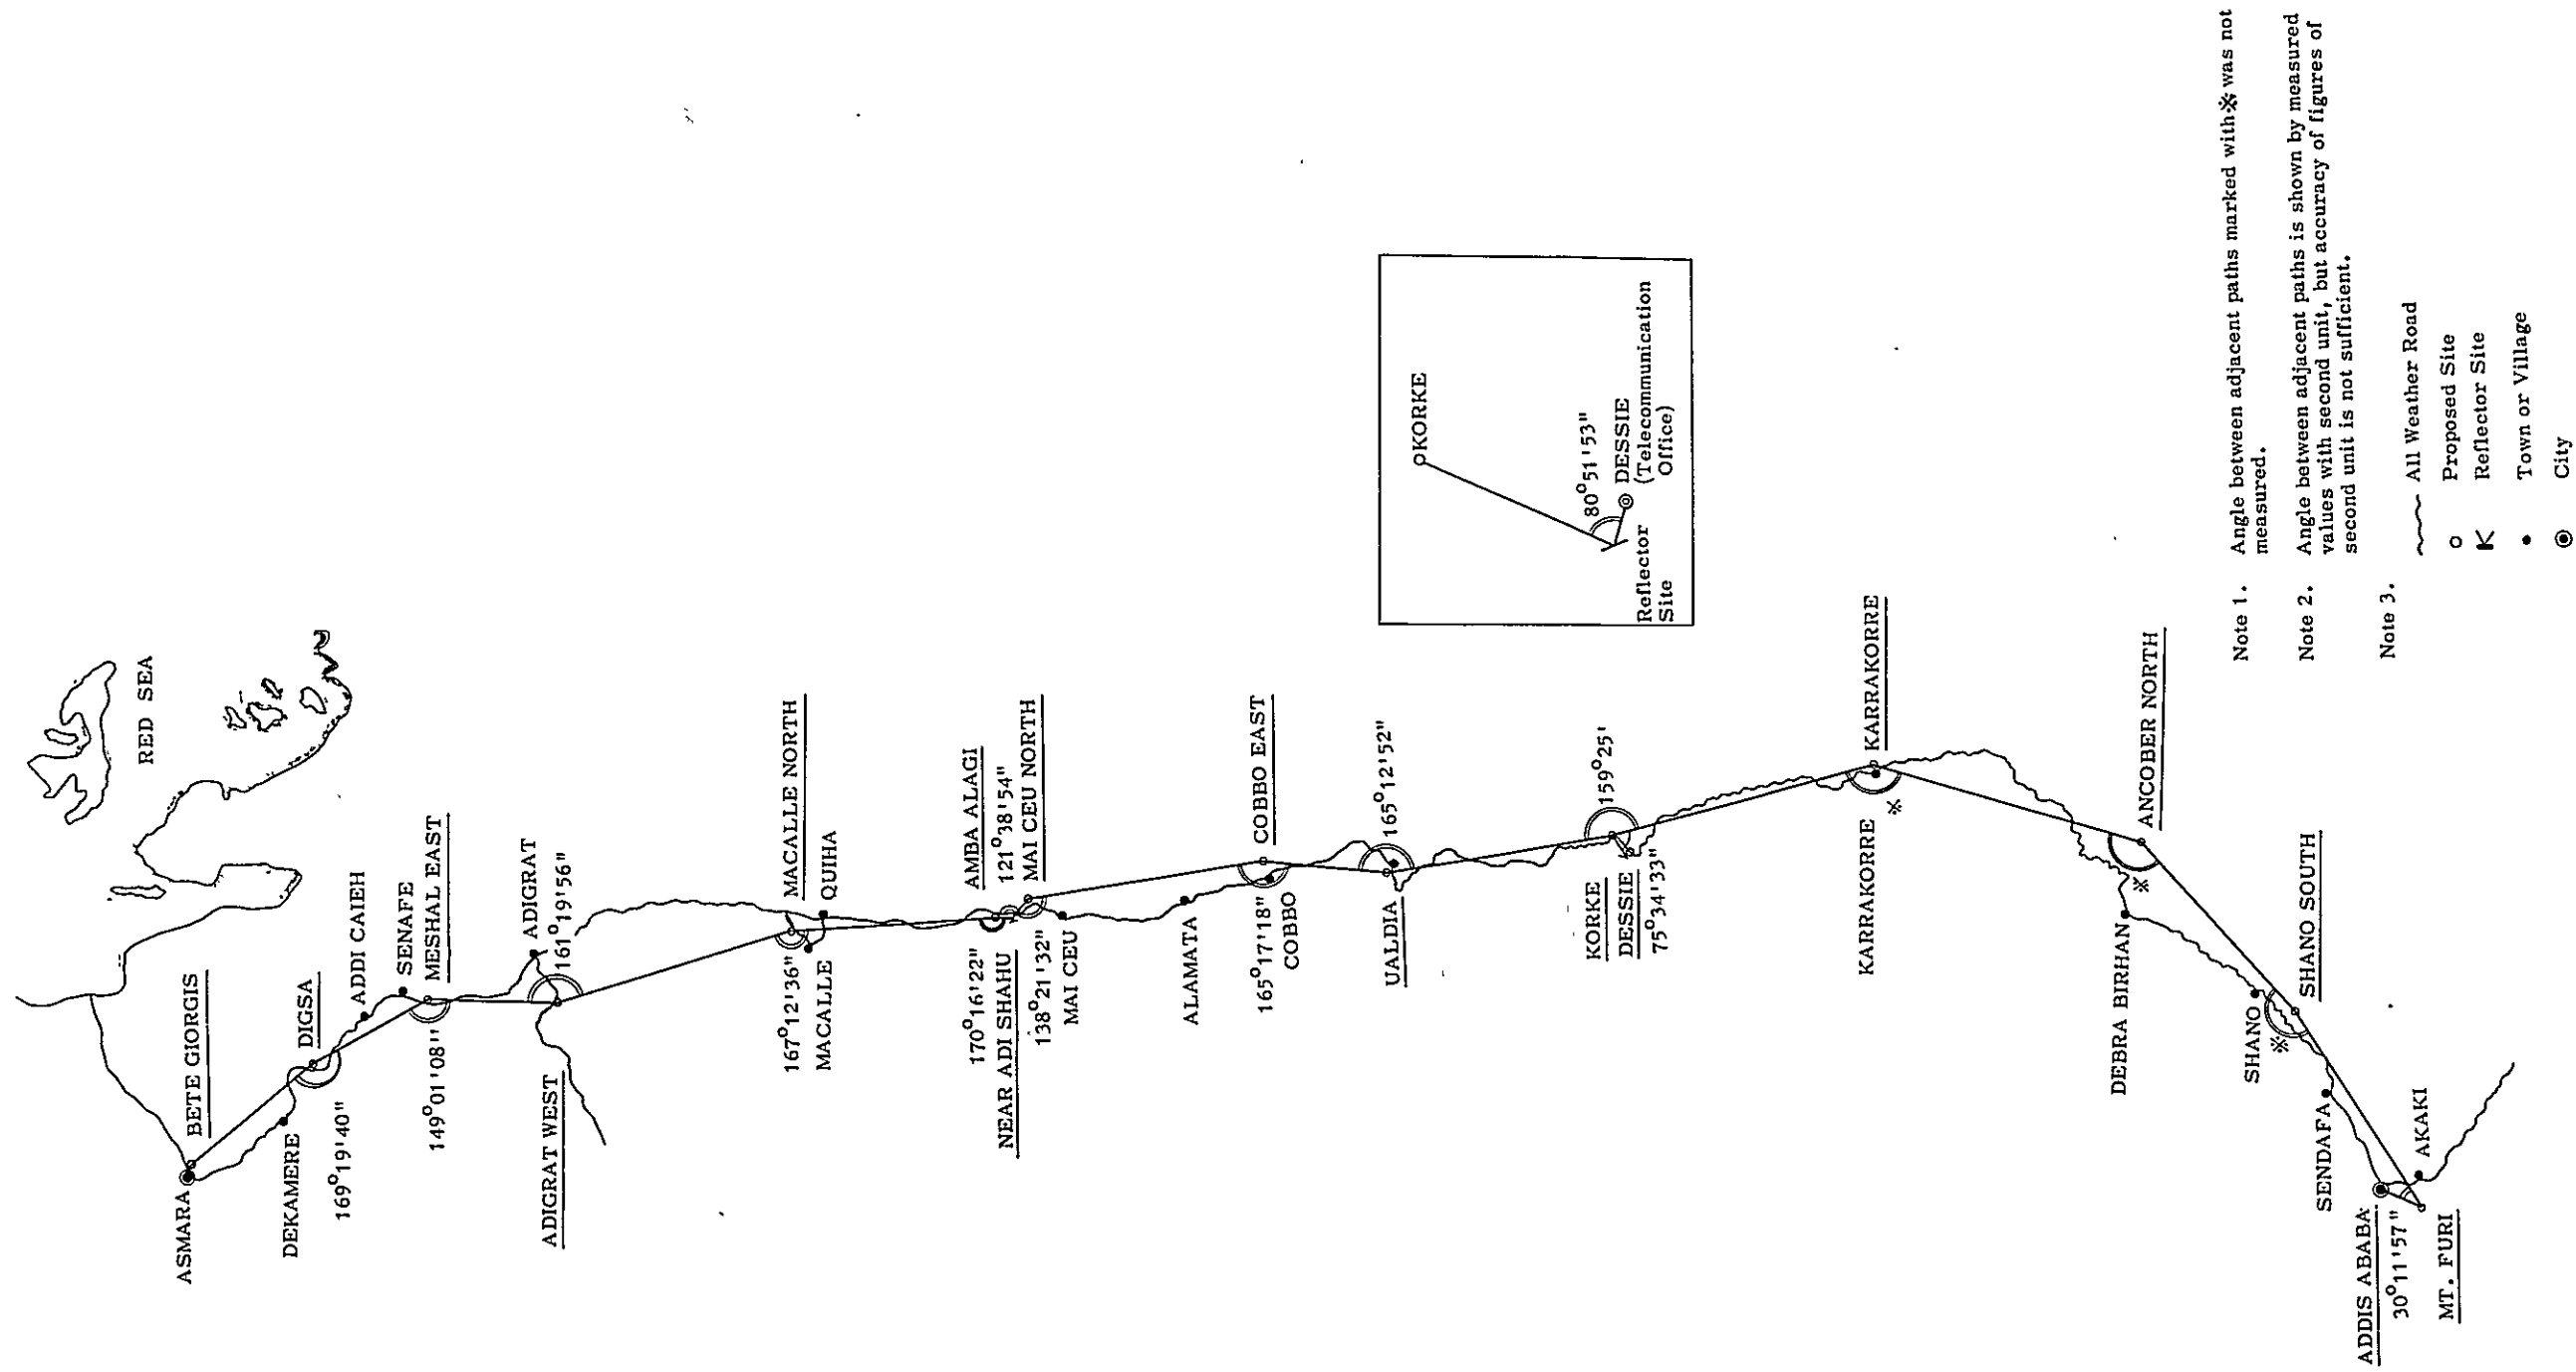 RED SEA
ASMARA
BETE GIORGIS
DEKAMERE
DIGSA
169°19'40"
ADDI CAIEH
SENAFE
MESHAL EAST
149°01'08"
ADIGRAT
161°19'56"
ADIGRAT WEST
MACALLE NORTH
QUIHA
167°12'36"
MACALLE
AMBA ALAGI
121°38'54"
MAI CEU NORTH
170°16'22"
NEAR ADI SHAHU
138°21'32"
MAI CEU
ALAMATA
COBBO EAST
165°17'18"
COBBO
165°12'52"
UALDIA
159°25'
KORKE
DESSIE
75°34'33"
KARRAKORRE
KARRAKORRE
※
ANCOBER NORTH
※
DEBRA BIRHAN
SHANO SOUTH
SHANO
※
SENDAFA
AKAKI
ADDIS ABABA
30°11'57"
MT. FURI
KORKE
80°51'53"
DESSIE
(Telecommunication
Office)
Reflector
Site
Note 1. Angle between adjacent paths marked with ※ was not
measured.
Note 2. Angle between adjacent paths is shown by measured
values with second unit, but accuracy of figures of
second unit is not sufficient.
Note 3.
All Weather Road
Proposed Site
Reflector Site
Town or Village
City